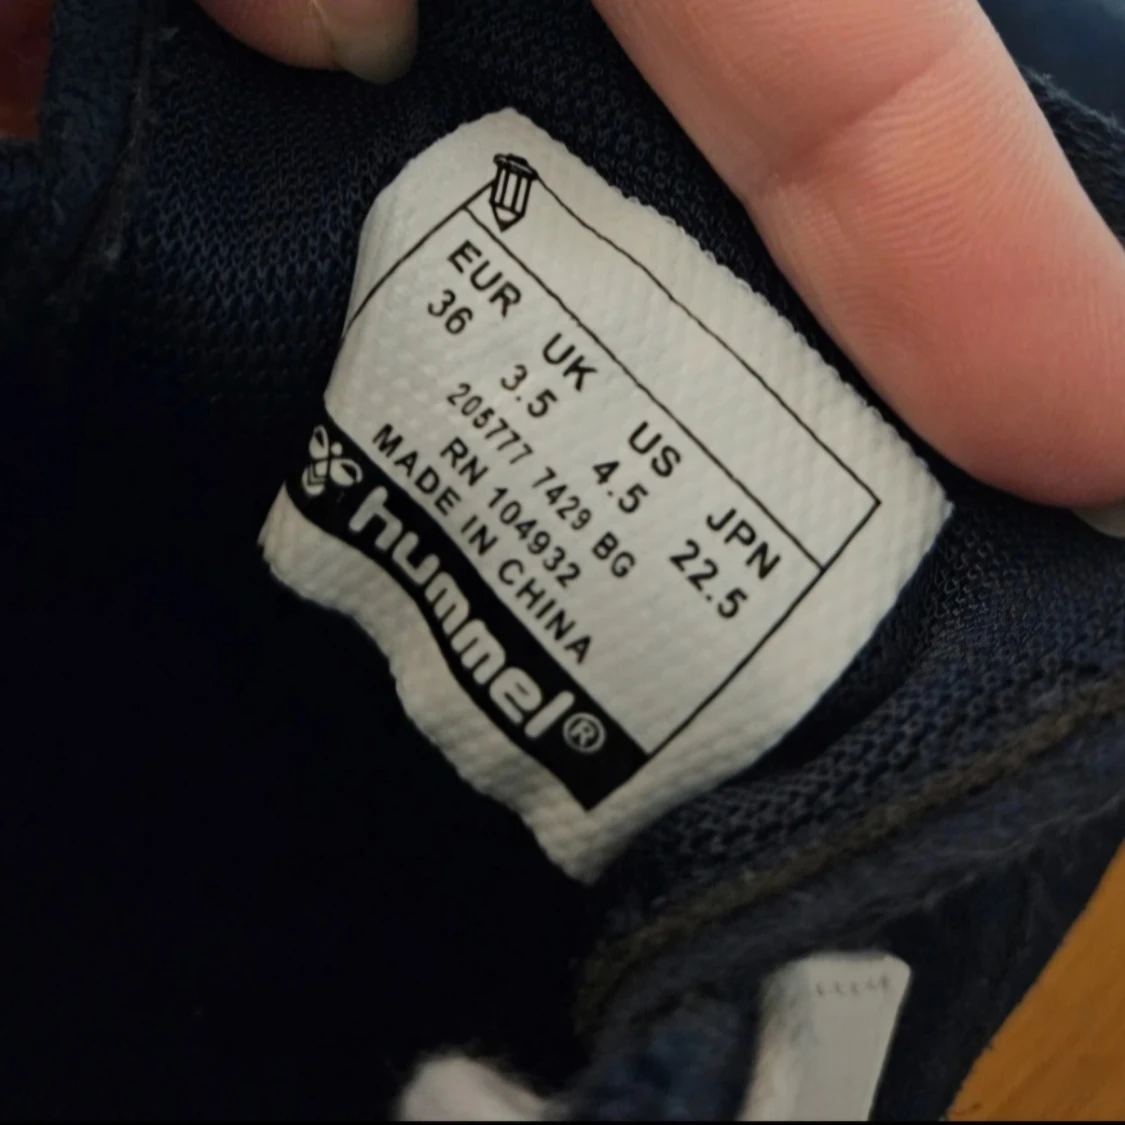 EUR UK US JPN
36 3.5 4.5 22.5
205777 7429 BG
RN 104932
MADE IN CHINA
hummel®